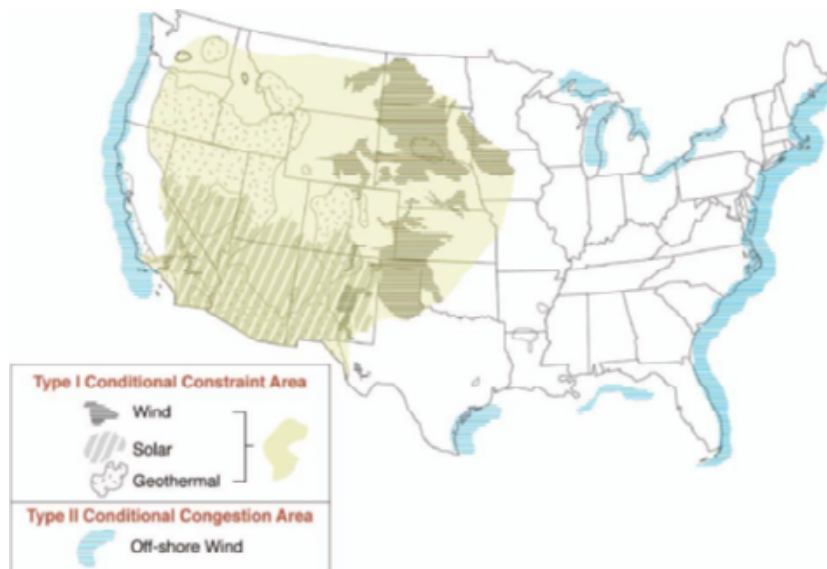 Type I Conditional Constraint Area
Wind
Solar
Geothermal
Type II Conditional Congestion Area
Off-shore Wind